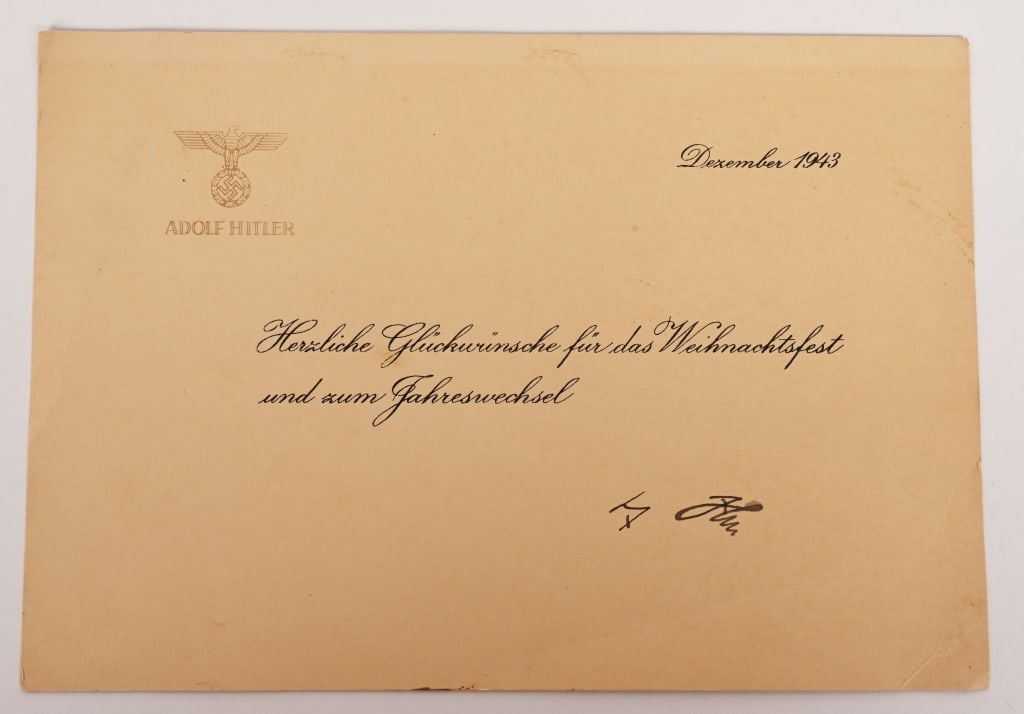 Dezember 1943
ADOLF HITLER
Herzliche Glückwünsche für das Weihnachtsfest
und zum Jahreswechsel